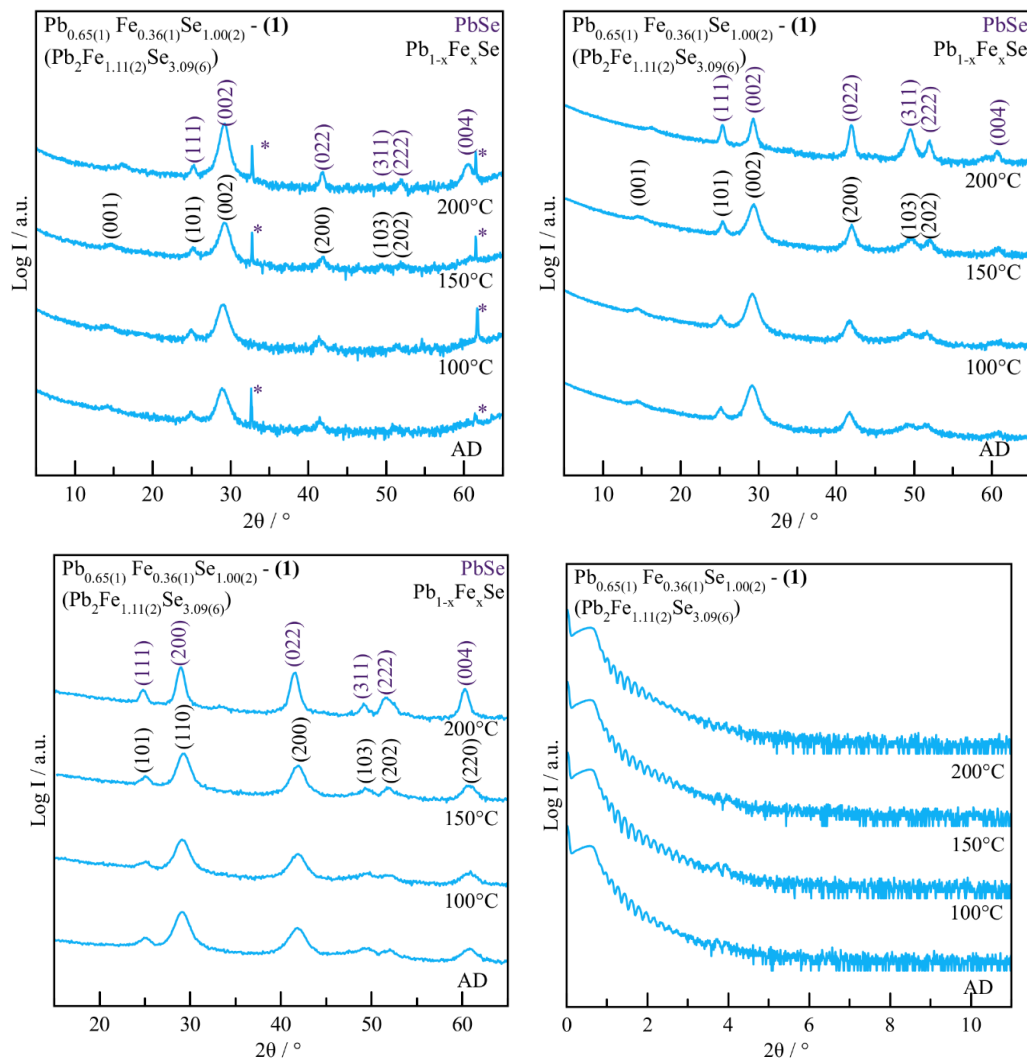 Pb0.65(1) Fe0.36(1)Se1.00(2) - (1) PbSe
(Pb2Fe1.11(2)Se3.09(6)) Pb1-xFexSe
(111) (002) * (022) (311) (222) (004) *
200°C
(001) (101) (002) * (200) (103) (202) *
150°C
*
100°C
* *
AD
Log I / a.u.
10 20 30 40 50 60
2θ / °
Pb0.65(1) Fe0.36(1)Se1.00(2) - (1) PbSe
(Pb2Fe1.11(2)Se3.09(6)) Pb1-xFexSe
(111) (002) (022) (311) (222) (004)
200°C
(001) (101) (002) (200) (103) (202)
150°C
100°C
AD
Log I / a.u.
10 20 30 40 50 60
2θ / °
Pb0.65(1) Fe0.36(1)Se1.00(2) - (1) PbSe
(Pb2Fe1.11(2)Se3.09(6)) Pb1-xFexSe
(111) (200) (022) (311) (222) (004)
200°C
(101) (110) (200) (103) (202) (220)
150°C
100°C
AD
Log I / a.u.
20 30 40 50 60
2θ / °
Pb0.65(1) Fe0.36(1)Se1.00(2) - (1)
(Pb2Fe1.11(2)Se3.09(6))
200°C
150°C
100°C
AD
Log I / a.u.
0 2 4 6 8 10
2θ / °